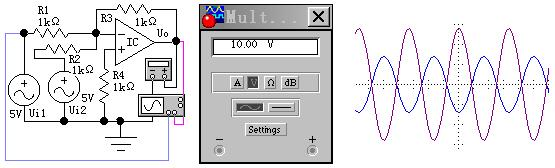 R1
1kΩ
R3
1kΩ
Uo
IC
R2
1kΩ
R4
1kΩ
5V
Ui1
5V
Ui2
Mult...
10.00 V
A V Ω dB
Settings